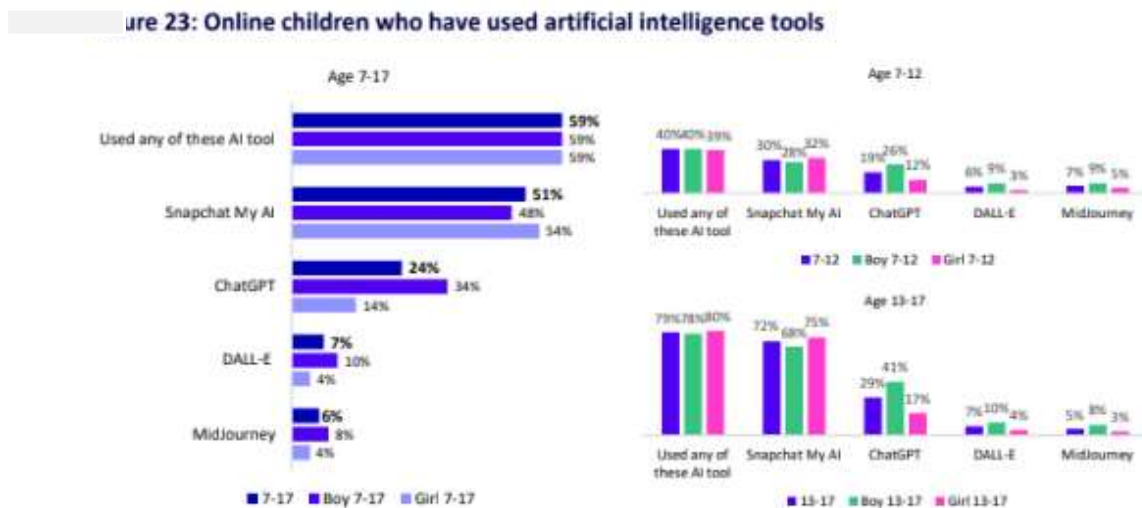 ure 23: Online children who have used artificial intelligence tools
Age 7-17
Used any of these AI tool
59%
59%
59%
Snapchat My AI
51%
48%
54%
ChatGPT
24%
34%
14%
DALL-E
7%
10%
4%
MidJourney
6%
8%
4%
7-17 Boy 7-17 Girl 7-17
Age 7-12
40% 40% 39% 30% 28% 32% 19% 26% 12% 6% 9% 3% 7% 9% 5%
Used any of Snapchat My AI ChatGPT DALL-E MidJourney
these AI tool
7-12 Boy 7-12 Girl 7-12
Age 13-17
79% 78% 80% 72% 68% 75% 29% 41% 17% 7% 10% 4% 5% 8% 3%
Used any of Snapchat My AI ChatGPT DALL-E MidJourney
these AI tool
13-17 Boy 13-17 Girl 13-17